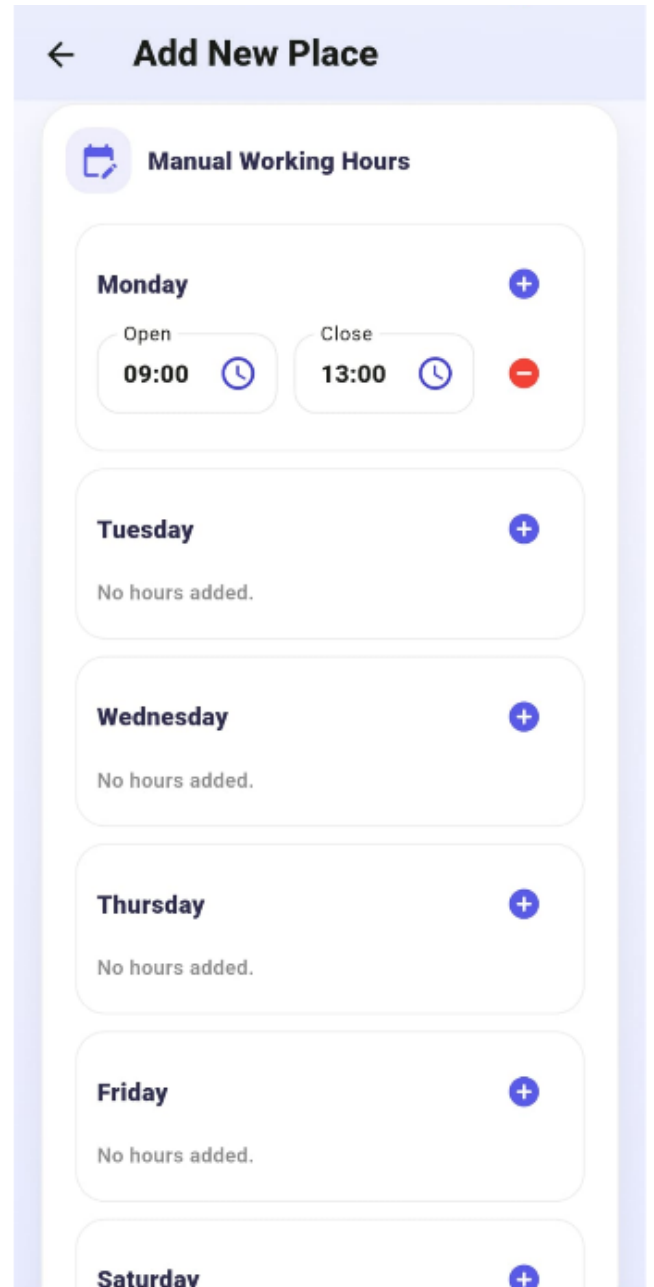 Add New Place
Manual Working Hours
Monday
Open Close
09:00 13:00
Tuesday
No hours added.
Wednesday
No hours added.
Thursday
No hours added.
Friday
No hours added.
Saturday